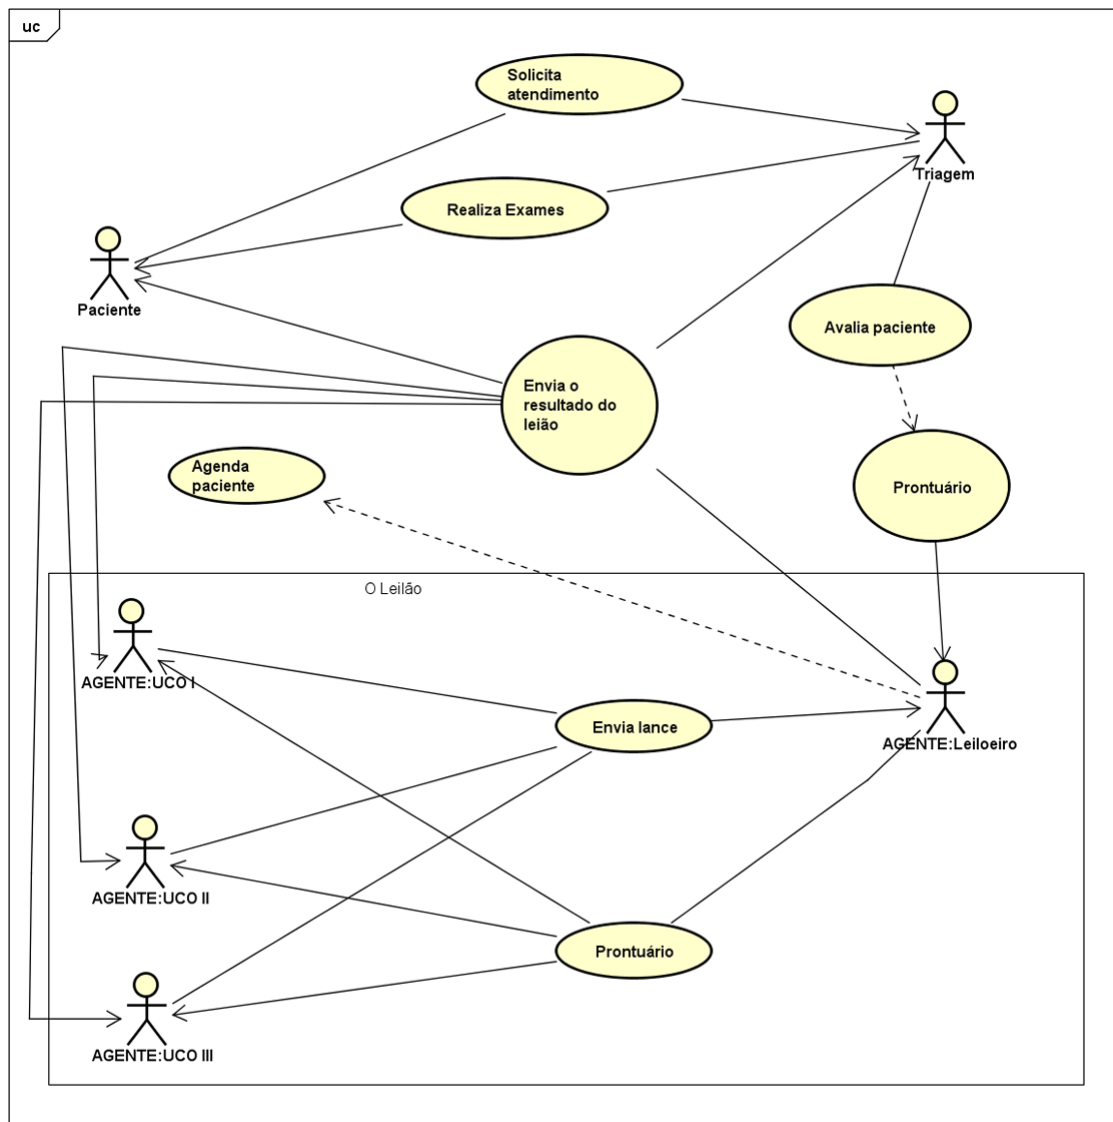 uc
Solicita
atendimento
Triagem
Realiza Exames
Paciente
Avalia paciente
Envia o
resultado do
leião
Agenda
paciente
Prontuário
O Leilão
AGENTE:UCO I
Envia lance
AGENTE:Leiloeiro
AGENTE:UCO II
Prontuário
AGENTE:UCO III